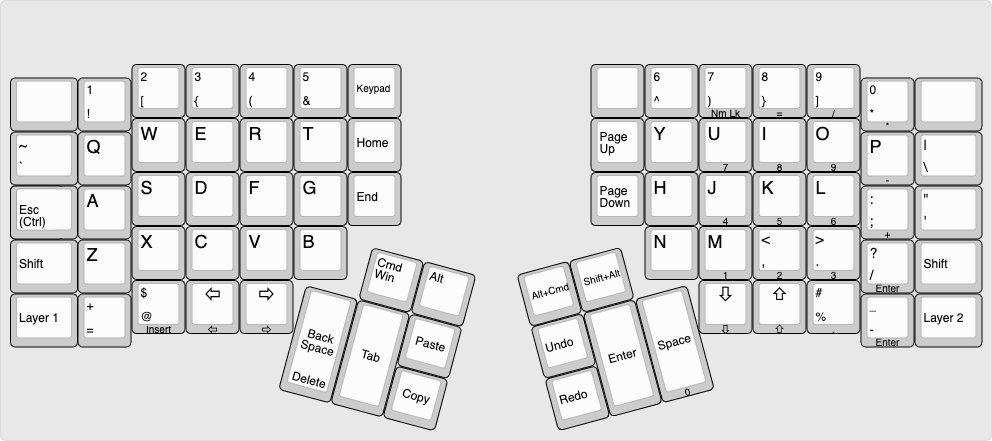 2
[
3
{
4
(
5
&
Keypad
6
^
7
)
Nm Lk
8
}
=
9
]
/
1
!
0
*
*
~
`
Q
W
E
R
T
Home
Page
Up
Y
U
7
I
8
O
9
P
-
|
\
Esc
(Ctrl)
A
S
D
F
G
End
Page
Down
H
J
4
K
5
L
6
:
;
+
"
'
Shift
Z
X
C
V
B
N
M
1
<
,
2
>
.
3
?
/
Enter
Shift
Layer 1
+
=
$
@
Insert
⇦
⇦
⇨
⇨
⇩
⇩
⇧
⇧
#
%
.
_
-
Enter
Layer 2
Cmd
Win
Alt
Back
Space
Delete
Tab
Paste
Copy
Alt+Cmd
Shift+Alt
Undo
Redo
Enter
Space
0